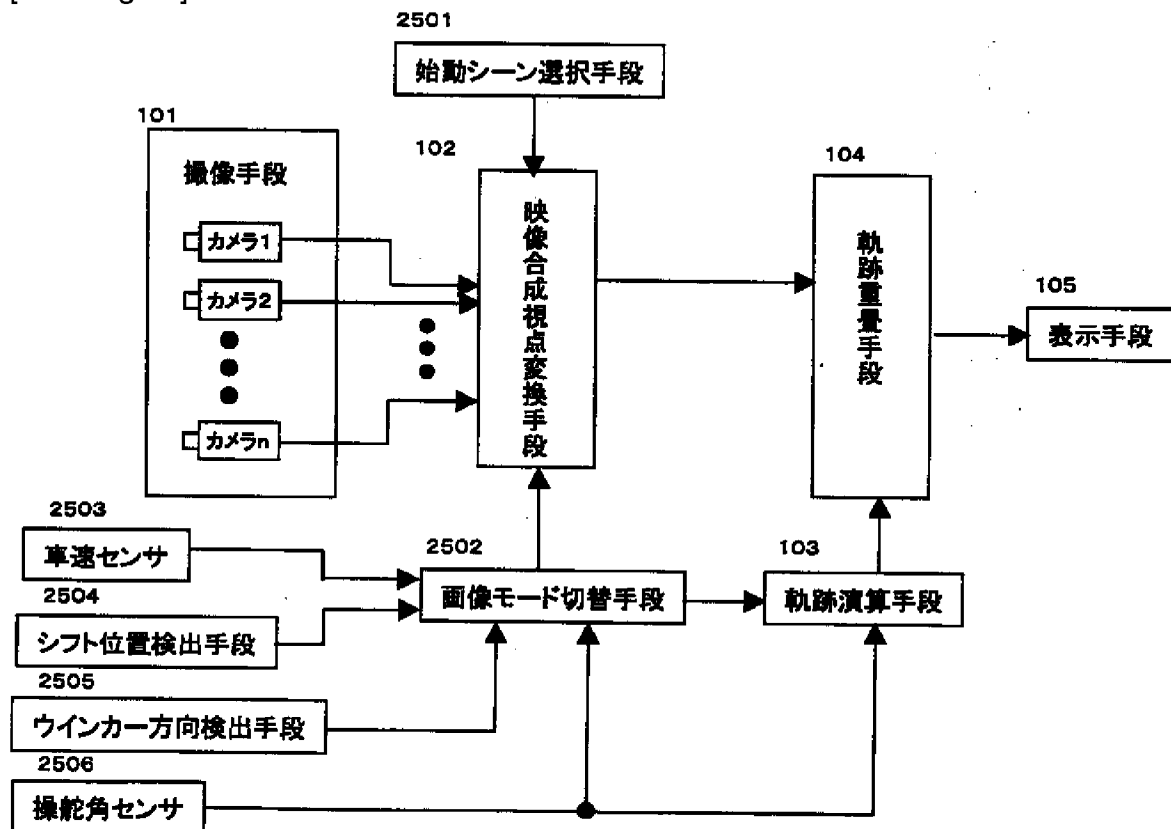 2501
始動シーン選択手段
101
撮像手段
カメラ1
カメラ2
カメラn
102
映像合成視点変換手段
104
軌跡重畳手段
105
表示手段
2503
車速センサ
2504
シフト位置検出手段
2505
ウインカー方向検出手段
2506
操舵角センサ
2502
画像モード切替手段
103
軌跡演算手段